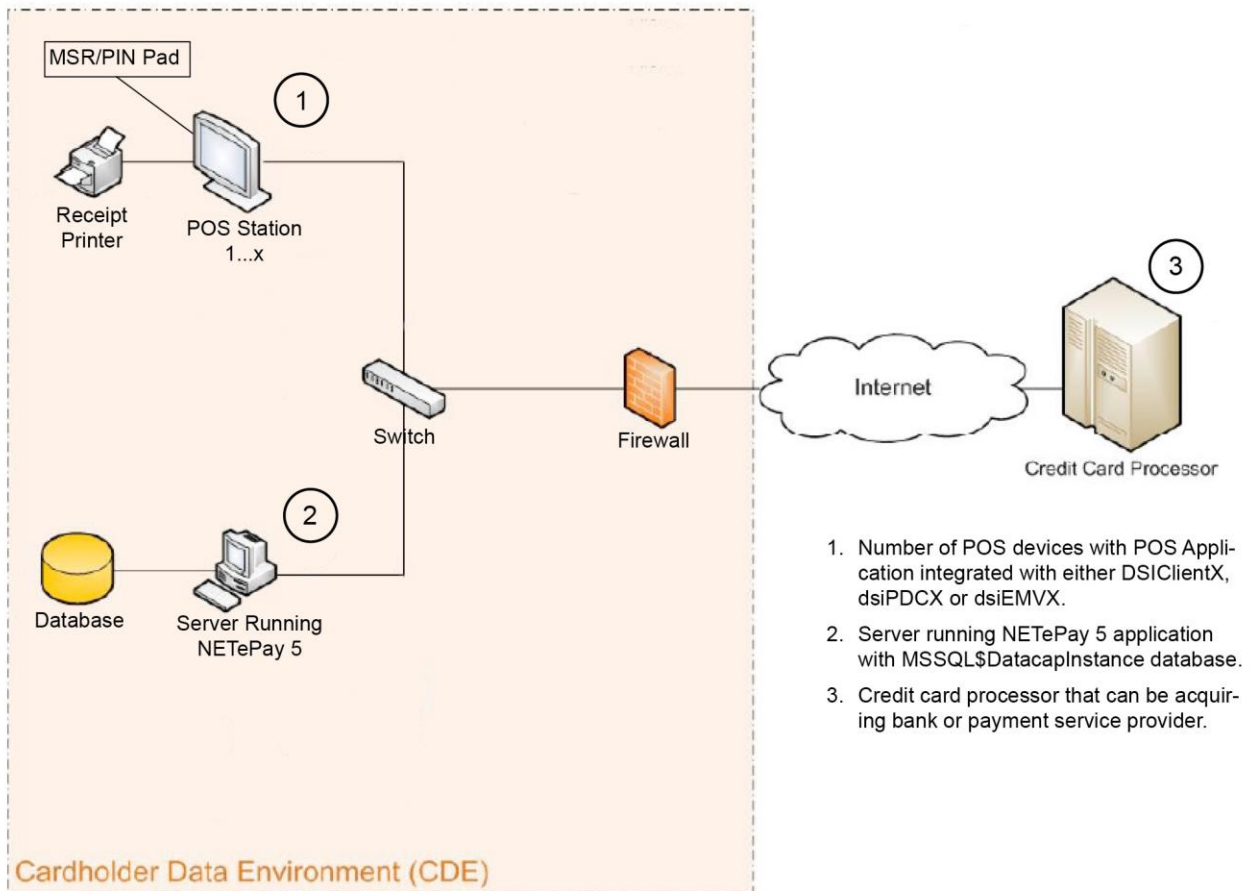 MSR/PIN Pad
1
Receipt
Printer
POS Station
1...x
3
Switch
Firewall
Internet
Credit Card Processor
2
Database
Server Running
NETePay 5
1. Number of POS devices with POS Appli-
cation integrated with either DSIClientX,
dsiPDCX or dsiEMVX.
2. Server running NETePay 5 application
with MSSQL$DatacapInstance database.
3. Credit card processor that can be acquir-
ing bank or payment service provider.
Cardholder Data Environment (CDE)